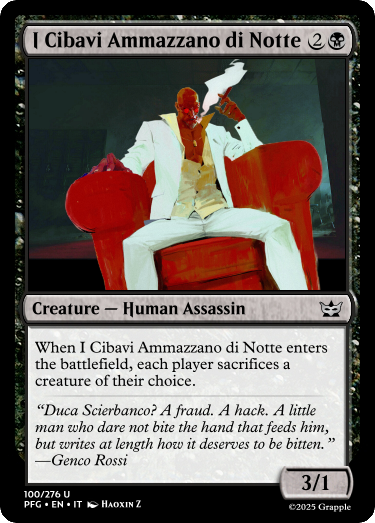 I Cibavi Ammazzano di Notte 2
Creature — Human Assassin
When I Cibavi Ammazzano di Notte enters
the battlefield, each player sacrifices a
creature of their choice.
“Duca Scierbanco? A fraud. A hack. A little
man who dare not bite the hand that feeds him,
but writes at length how it deserves to be bitten.”
—Genco Rossi
3/1
100/276 U
PFG • EN • IT Haoxin Z
©2025 Grapple